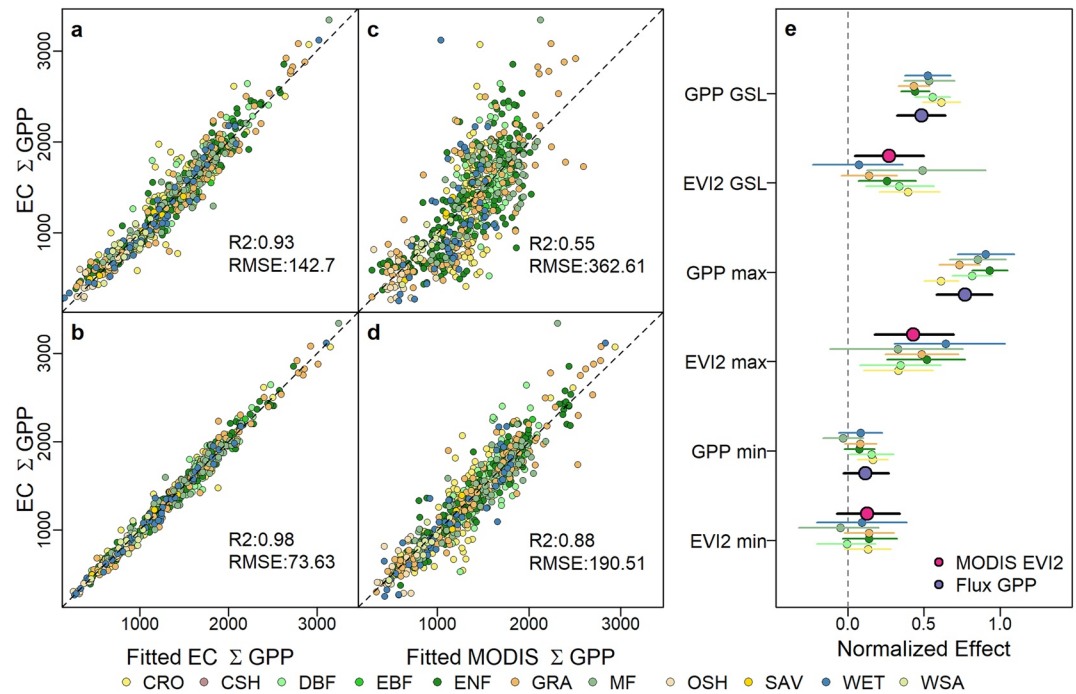 a
c
EC Σ GPP
3000
2000
1000
R2:0.93
RMSE:142.7
R2:0.55
RMSE:362.61
b
d
EC Σ GPP
3000
2000
1000
R2:0.98
RMSE:73.63
R2:0.88
RMSE:190.51
1000 2000 3000
1000 2000 3000
Fitted EC Σ GPP
Fitted MODIS Σ GPP
e
GPP GSL
EVI2 GSL
GPP max
EVI2 max
GPP min
EVI2 min
MODIS EVI2
Flux GPP
0.0 0.5 1.0
Normalized Effect
CRO CSH DBF EBF ENF GRA MF OSH SAV WET WSA